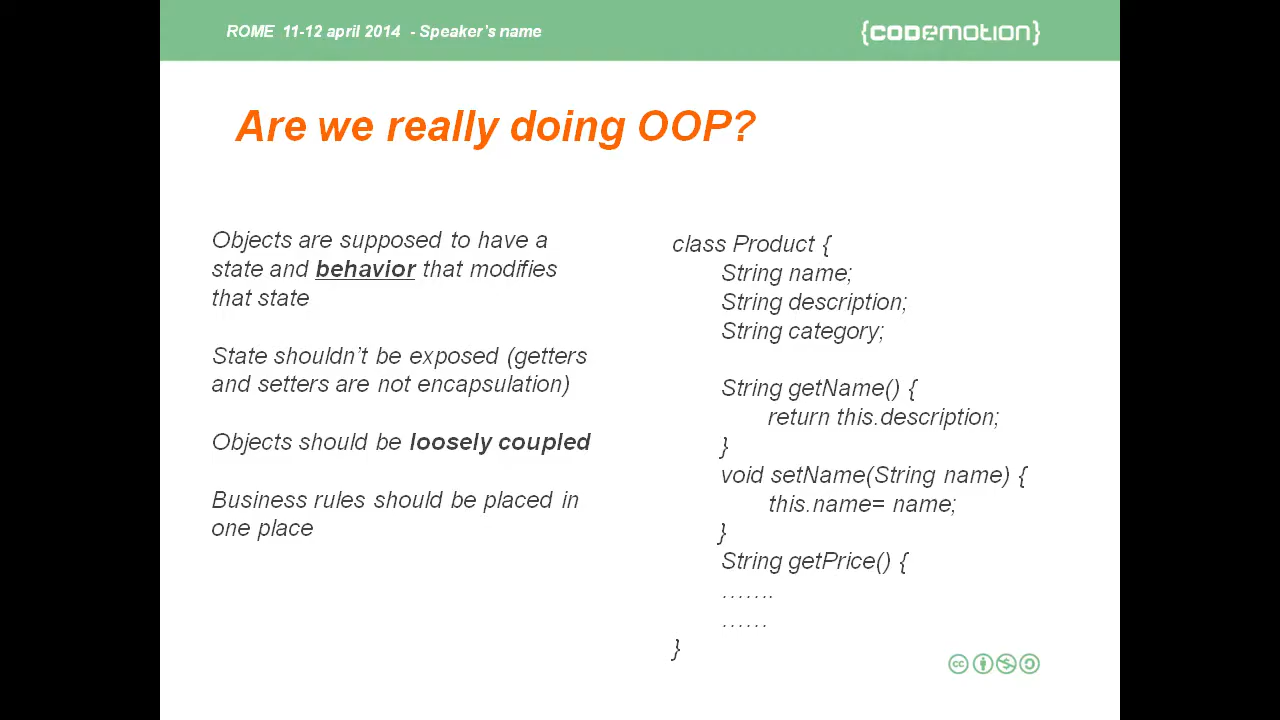 ROME 11-12 april 2014 - Speaker's name
{CODEMOTION}
Are we really doing OOP?
Objects are supposed to have a
state and behavior that modifies
that state
State shouldn't be exposed (getters
and setters are not encapsulation)
Objects should be loosely coupled
Business rules should be placed in
one place
class Product {
String name;
String description;
String category;
String getName() {
return this.description;
}
void setName(String name) {
this.name= name;
}
String getPrice() {
…….
……
}
cc